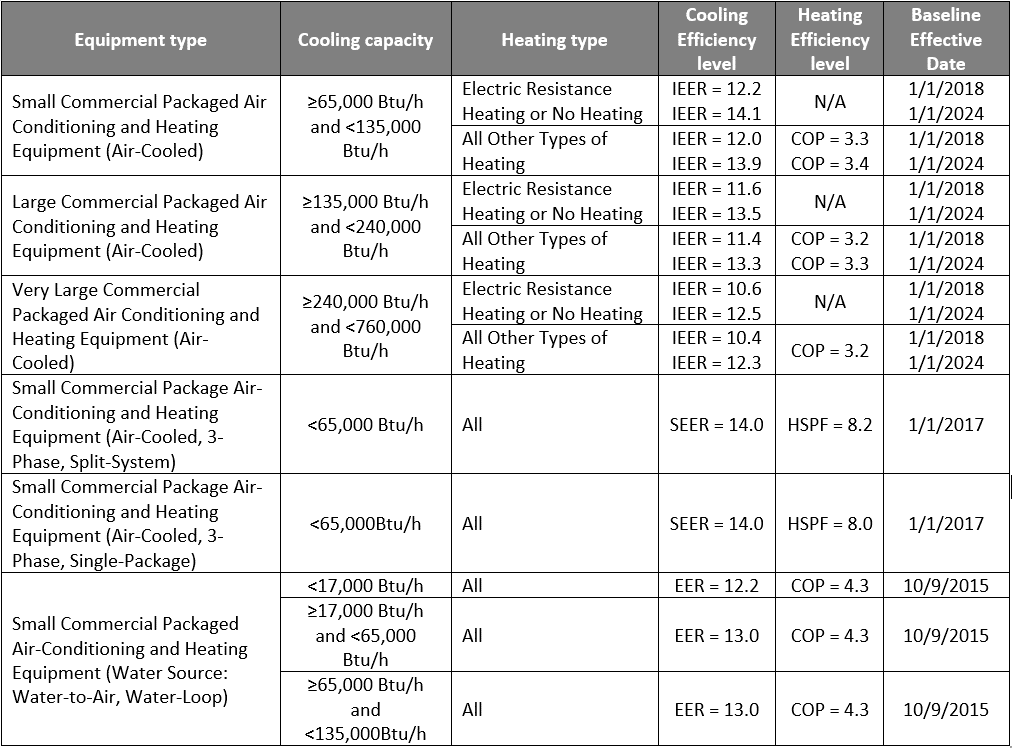 Equipment type
Cooling capacity
Heating type
Cooling
Efficiency
level
Heating
Efficiency
level
Baseline
Effective
Date
Small Commercial Packaged Air
Conditioning and Heating
Equipment (Air-Cooled)
≥65,000 Btu/h
and <135,000
Btu/h
Electric Resistance
Heating or No Heating
IEER = 12.2
IEER = 14.1
N/A
1/1/2018
1/1/2024
All Other Types of
Heating
IEER = 12.0
IEER = 13.9
COP = 3.3
COP = 3.4
1/1/2018
1/1/2024
Large Commercial Packaged Air
Conditioning and Heating
Equipment (Air-Cooled)
≥135,000 Btu/h
and <240,000
Btu/h
Electric Resistance
Heating or No Heating
IEER = 11.6
IEER = 13.5
N/A
1/1/2018
1/1/2024
All Other Types of
Heating
IEER = 11.4
IEER = 13.3
COP = 3.2
COP = 3.3
1/1/2018
1/1/2024
Very Large Commercial
Packaged Air Conditioning and
Heating Equipment (Air-
Cooled)
≥240,000 Btu/h
and <760,000
Btu/h
Electric Resistance
Heating or No Heating
IEER = 10.6
IEER = 12.5
N/A
1/1/2018
1/1/2024
All Other Types of
Heating
IEER = 10.4
IEER = 12.3
COP = 3.2
1/1/2018
1/1/2024
Small Commercial Package Air-
Conditioning and Heating
Equipment (Air-Cooled, 3-
Phase, Split-System)
<65,000 Btu/h
All
SEER = 14.0
HSPF = 8.2
1/1/2017
Small Commercial Package Air-
Conditioning and Heating
Equipment (Air-Cooled, 3-
Phase, Single-Package)
<65,000Btu/h
All
SEER = 14.0
HSPF = 8.0
1/1/2017
Small Commercial Packaged
Air-Conditioning and Heating
Equipment (Water Source:
Water-to-Air, Water-Loop)
<17,000 Btu/h
All
EER = 12.2
COP = 4.3
10/9/2015
≥17,000 Btu/h
and <65,000
Btu/h
All
EER = 13.0
COP = 4.3
10/9/2015
≥65,000 Btu/h
and
<135,000Btu/h
All
EER = 13.0
COP = 4.3
10/9/2015